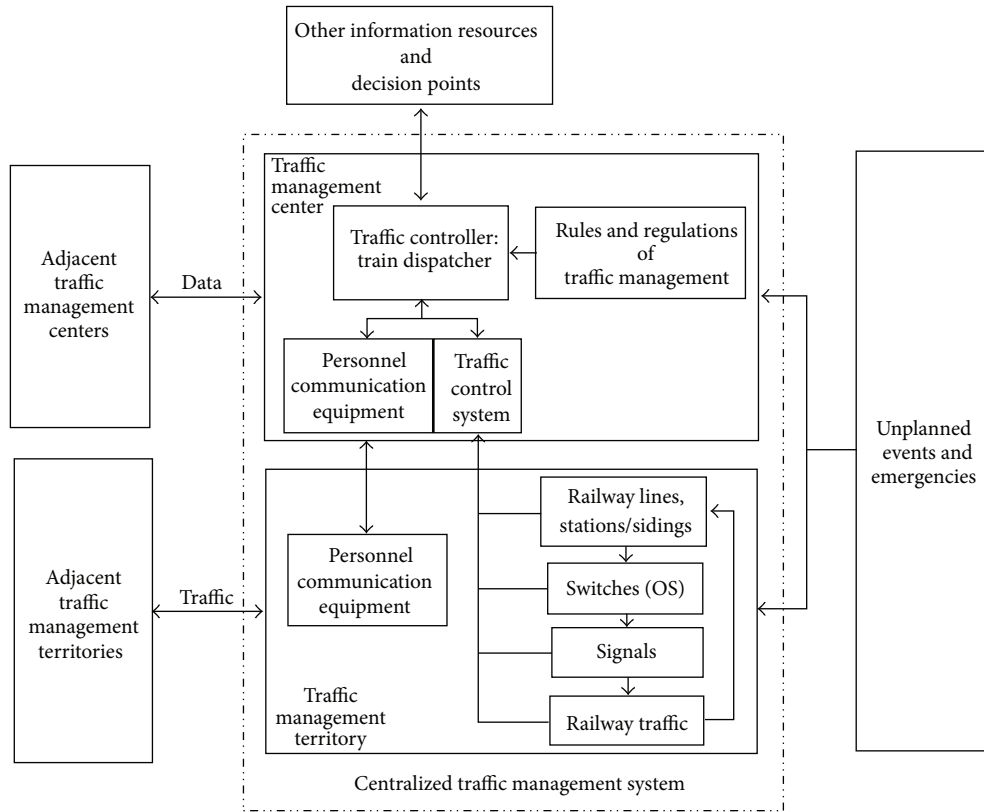 Other information resources
and
decision points
Traffic
management
center
Traffic controller:
train dispatcher
Rules and regulations
of
traffic management
Adjacent
traffic
management
centers
Data
Personnel
communication
equipment
Traffic
control
system
Unplanned
events and
emergencies
Railway lines,
stations/sidings
Personnel
communication
equipment
Switches (OS)
Adjacent
traffic
management
territories
Traffic
Signals
Traffic
management
territory
Railway traffic
Centralized traffic management system